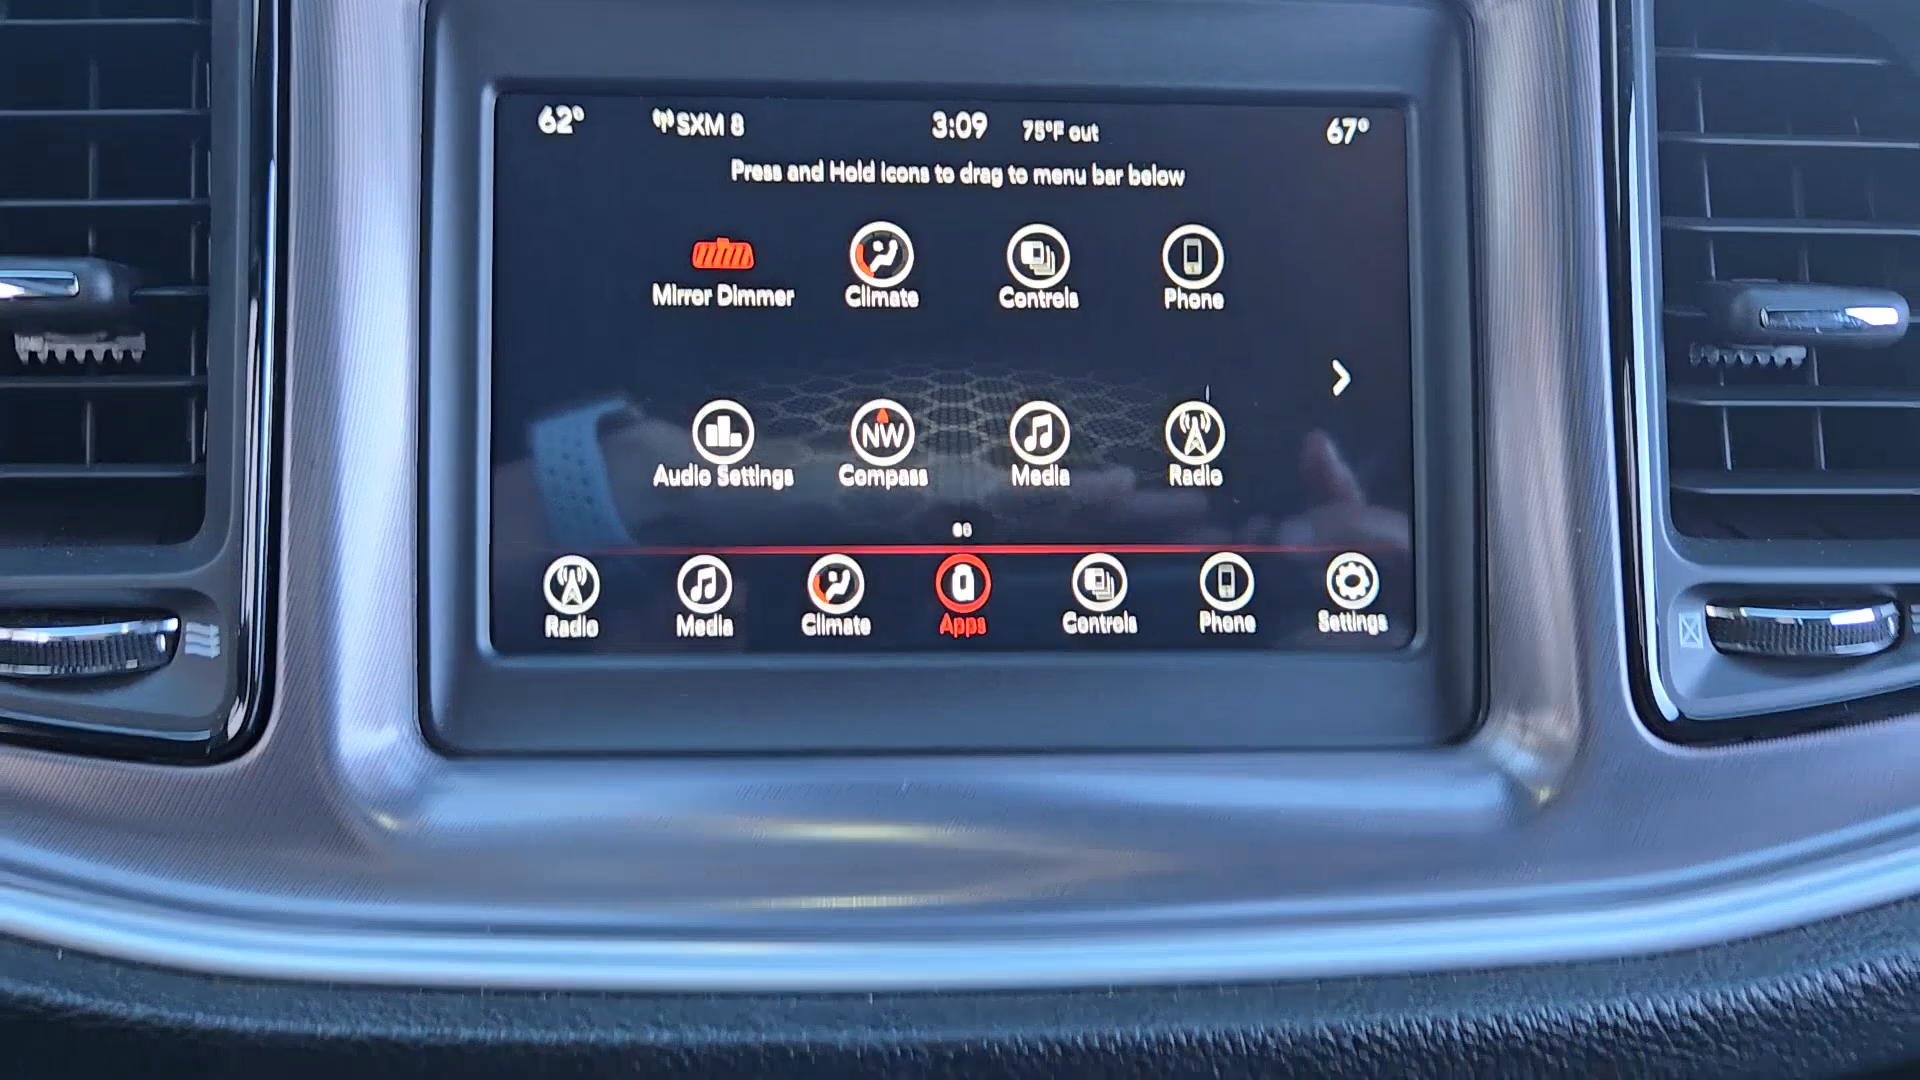 62° SXM 8 3:09 75°F out 67°
Press and Hold icons to drag to menu bar below
Mirror Dimmer Climate Controls Phone
NW
Audio Settings Compass Media Radio
Radio Media Climate Apps Controls Phone Settings